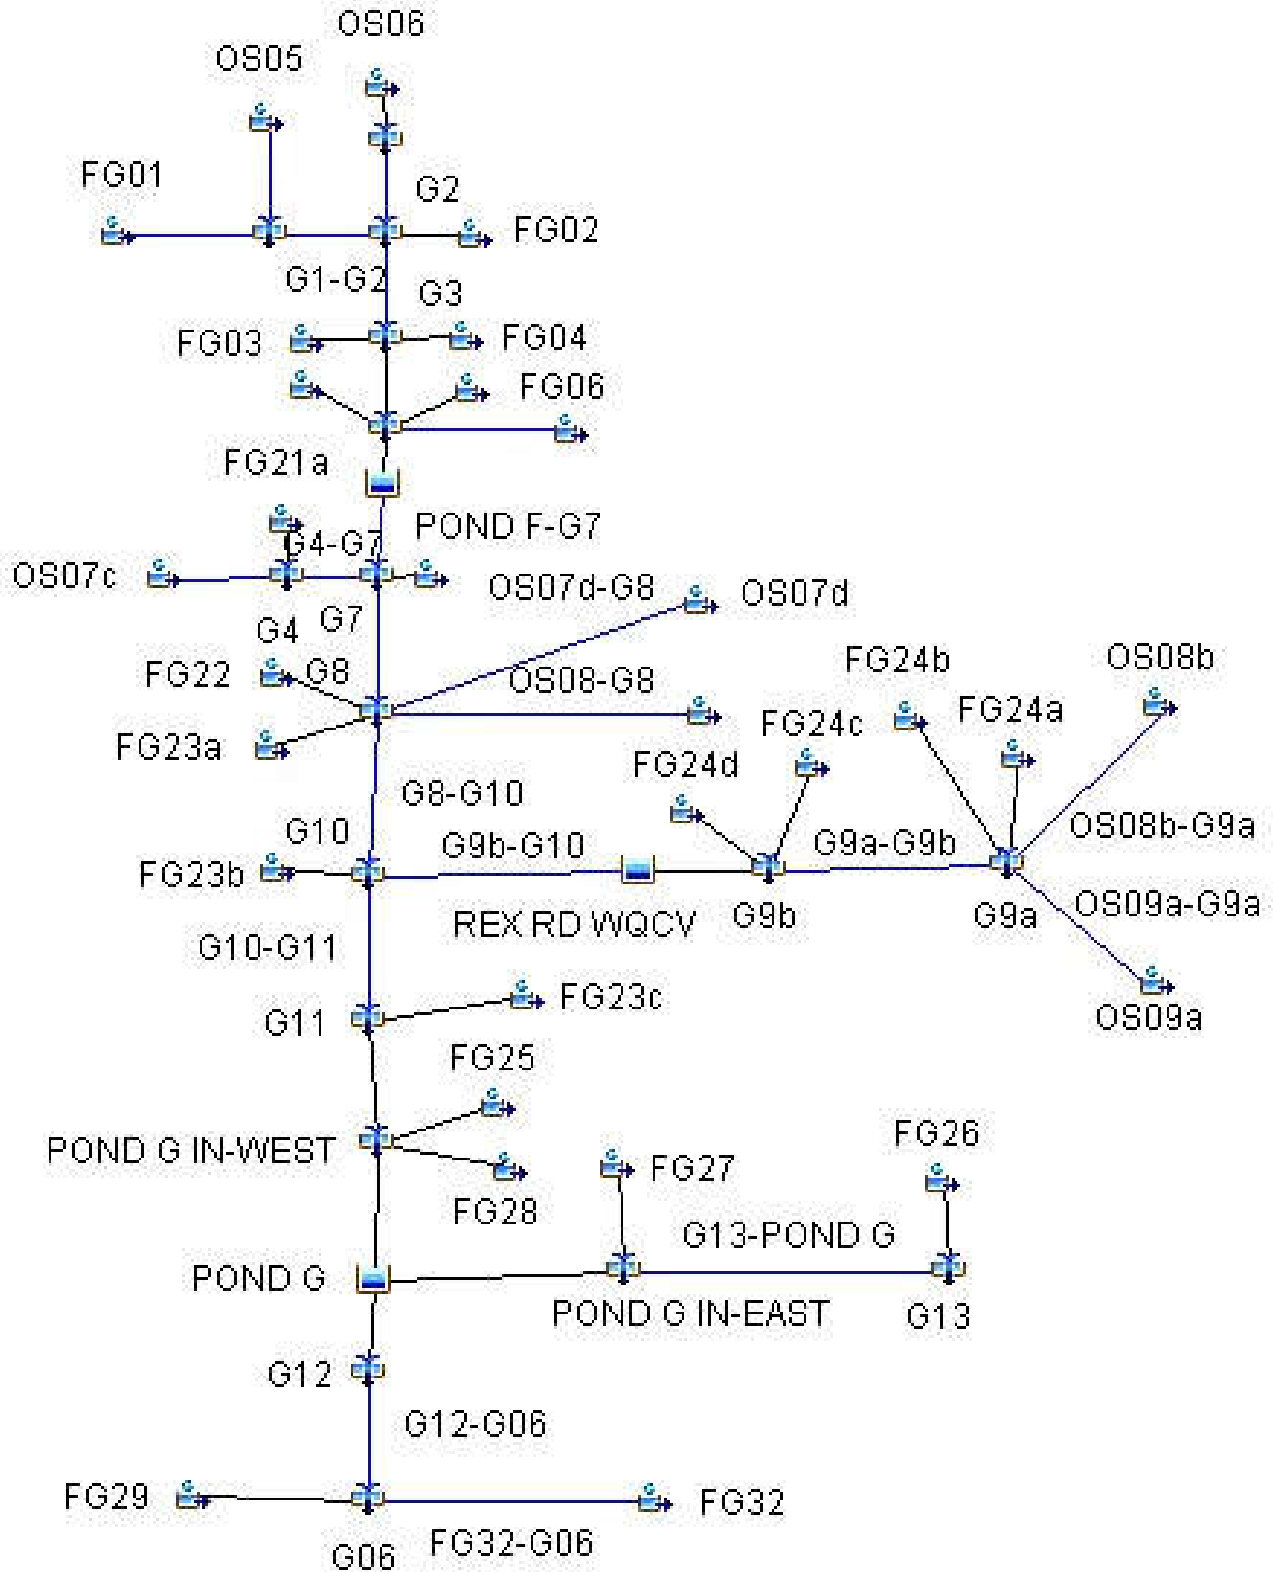 OS06
OS05
FG01
G2
FG02
G1-G2
G3
FG03
FG04
FG06
FG21a
POND F-G7
G4-G7
OS07c
OS07d-G8
OS07d
G7
G4
FG22
G8
OS08-G8
FG24b
OS08b
FG23a
FG24c
FG24a
FG24d
G8-G10
G10
G9b-G10
G9a-G9b
OS08b-G9a
FG23b
REX RD WQCV
G9b
G9a
OS09a-G9a
G10-G11
G11
FG23c
OS09a
FG25
POND G IN-WEST
FG26
FG27
FG28
G13-POND G
POND G
POND G IN-EAST
G13
G12
G12-G06
FG29
FG32
G06
FG32-G06